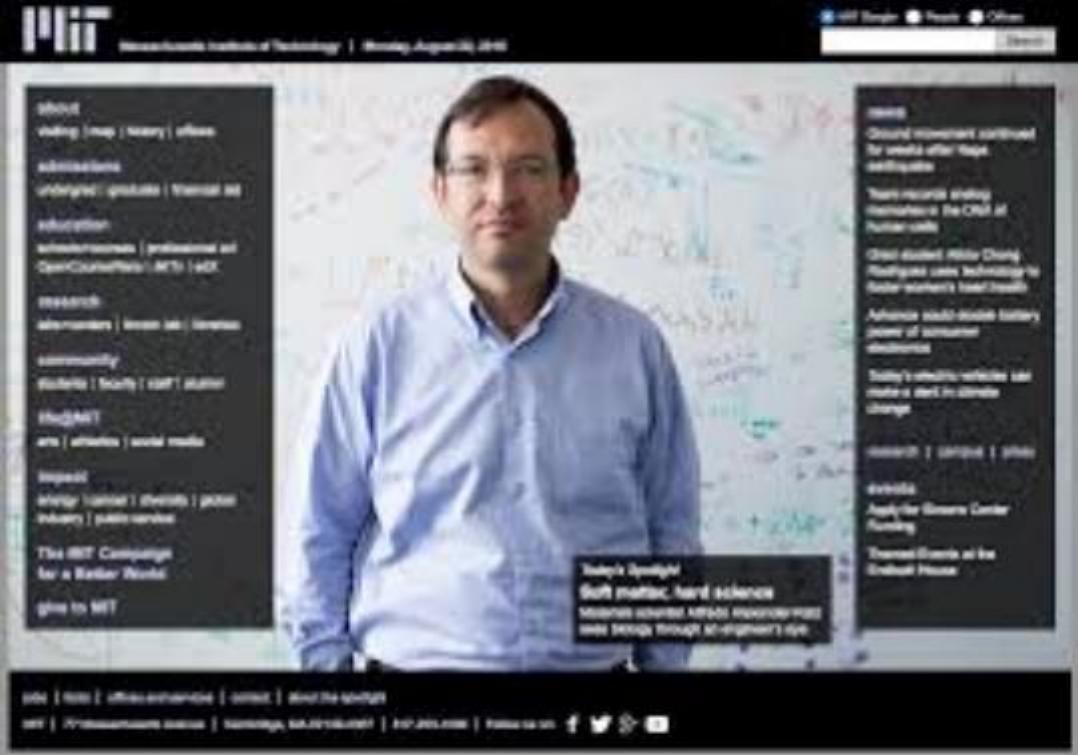 MIT
Massachusetts Institute of Technology | Monday, August 22, 2016
MIT Google People Offices
Search
about
visiting | map | history | offices
admissions
undergrad | graduate | financial aid
education
schools+courses | professional ed
OpenCourseWare | MITx | edX
research
labs+centers | lincoln lab | libraries
community
students | faculty | staff | alumni
life@MIT
arts | athletics | social media
impact
energy | cancer | diversity | global
industry | public service
The MIT Campaign
for a Better World
give to MIT
Today's Spotlight
Soft matter, hard science
Materials scientist Alfredo Alexander-Katz
sees biology through an engineer's eye.
news
Ground movement continued
for weeks after Napa
earthquake
Team records analog
memories in the DNA of
human cells
Grad student
uses technology to
foster women's heart health
Advance could double battery
power of consumer
electronics
Today's electric vehicles can
make a dent in climate
change
research | campus | press
events
Apply for Simons Center
Funding
Themed Events at the
Endicott House
jobs | | offices and services | contact | about the spotlight
MIT | 77 Massachusetts Avenue | Cambridge, MA 02139-4307 | 617.253.1000 | Follow us on: